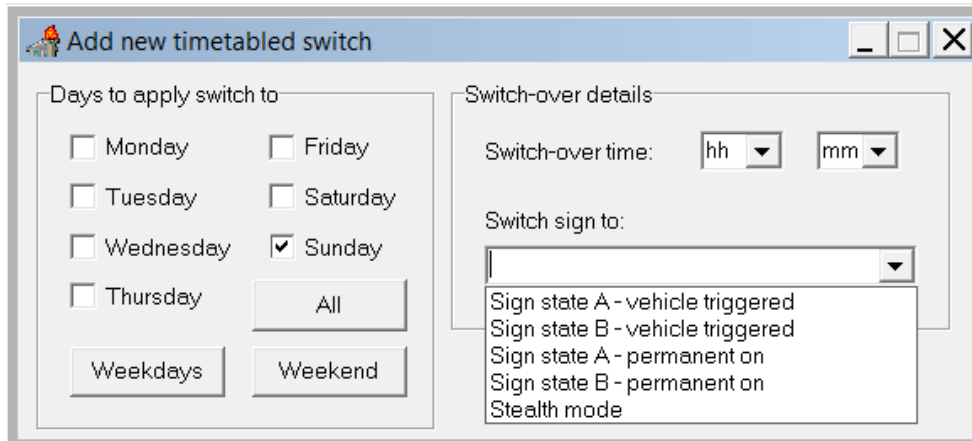 Add new timetabled switch
Days to apply switch to
Monday
Friday
Tuesday
Saturday
Wednesday
Sunday
Thursday
All
Weekdays
Weekend
Switch-over details
Switch-over time:
hh
mm
Switch sign to:
Sign state A - vehicle triggered
Sign state B - vehicle triggered
Sign state A - permanent on
Sign state B - permanent on
Stealth mode